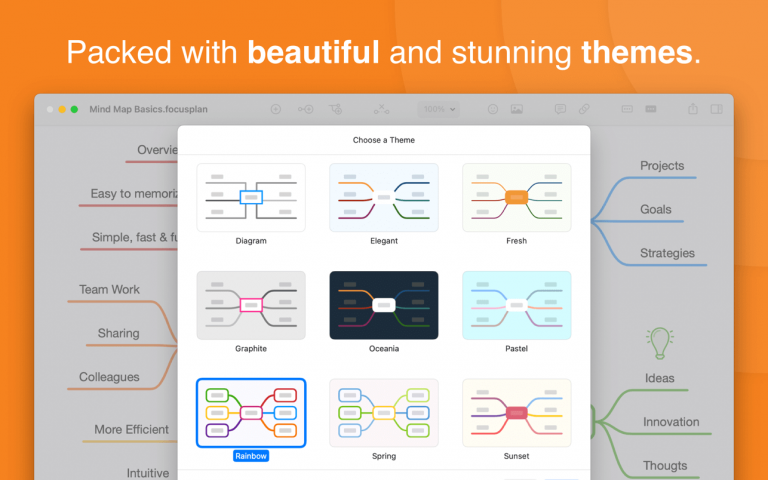 Packed with beautiful and stunning themes.
Mind Map Basics.focusplan
100%
Choose a Theme
Easy to memoriz
Simple, fast & fu
Team Work
Sharing
Colleagues
More Efficient
Intuitive
Overvie
Diagram
Elegant
Fresh
Graphite
Oceania
Pastel
Rainbow
Spring
Sunset
Projects
Goals
Strategies
Ideas
Innovation
Thougts